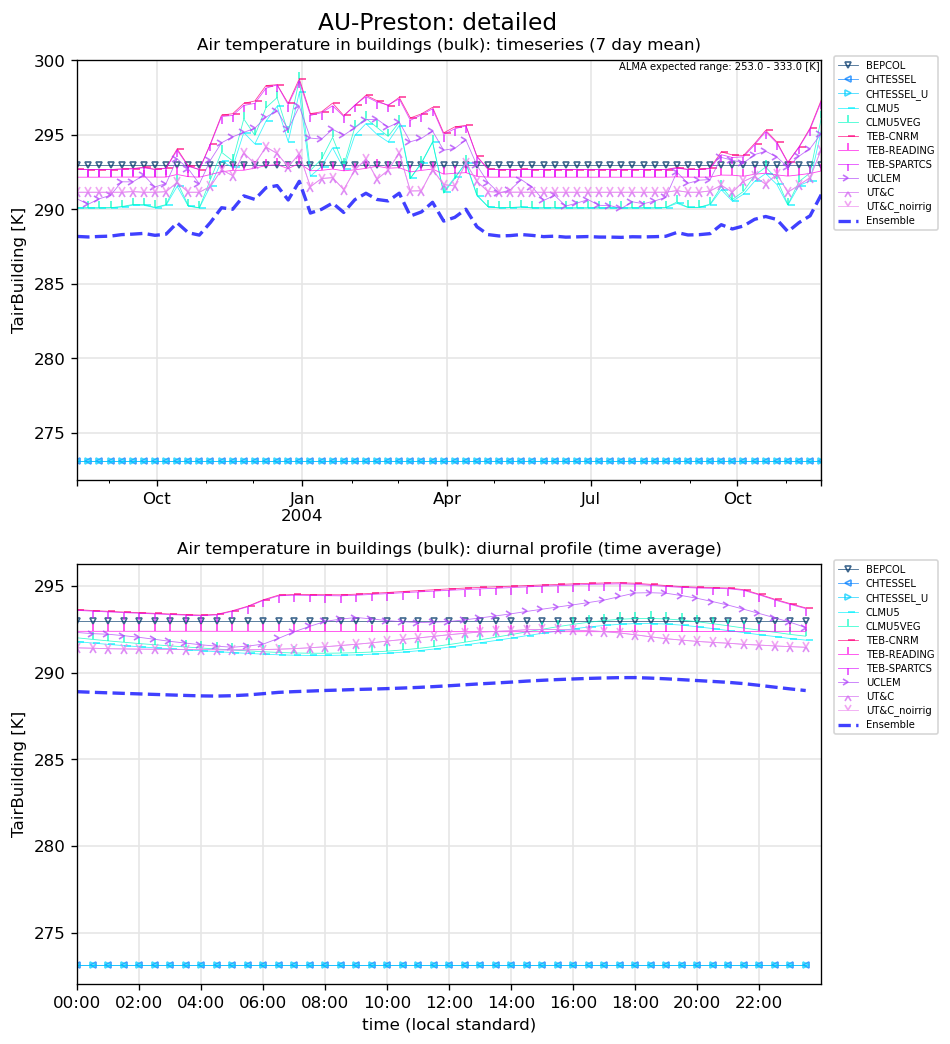 AU-Preston: detailed
Air temperature in buildings (bulk): timeseries (7 day mean)
ALMA expected range: 253.0 - 333.0 [K]
300
295
290
285
280
275
TairBuilding [K]
Oct
Jan
2004
Apr
Jul
Oct
BEPCOL
CHTESSEL
CHTESSEL_U
CLMU5
CLMU5VEG
TEB-CNRM
TEB-READING
TEB-SPARTCS
UCLEM
UT&C
UT&C_noirrig
Ensemble
Air temperature in buildings (bulk): diurnal profile (time average)
295
290
285
280
275
TairBuilding [K]
00:00
02:00
04:00
06:00
08:00
10:00
12:00
14:00
16:00
18:00
20:00
22:00
time (local standard)
BEPCOL
CHTESSEL
CHTESSEL_U
CLMU5
CLMU5VEG
TEB-CNRM
TEB-READING
TEB-SPARTCS
UCLEM
UT&C
UT&C_noirrig
Ensemble